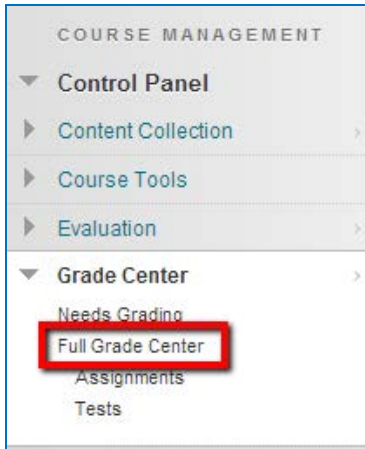 COURSE MANAGEMENT
Control Panel
Content Collection
Course Tools
Evaluation
Grade Center
Needs Grading
Full Grade Center
Assignments
Tests